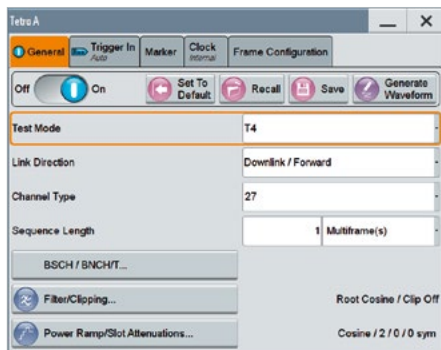 Tetra A
General
Trigger In
Auto
Marker
Clock
Internal
Frame Configuration
Off
On
Set To
Default
Recall
Save
Generate
Waveform
Test Mode
T4
Link Direction
Downlink / Forward
Channel Type
27
Sequence Length
1 Multiframe(s)
BSCH / BNCH/T...
Filter/Clipping...
Root Cosine / Clip Off
Power Ramp/Slot Attenuations...
Cosine / 2 / 0 / 0 sym